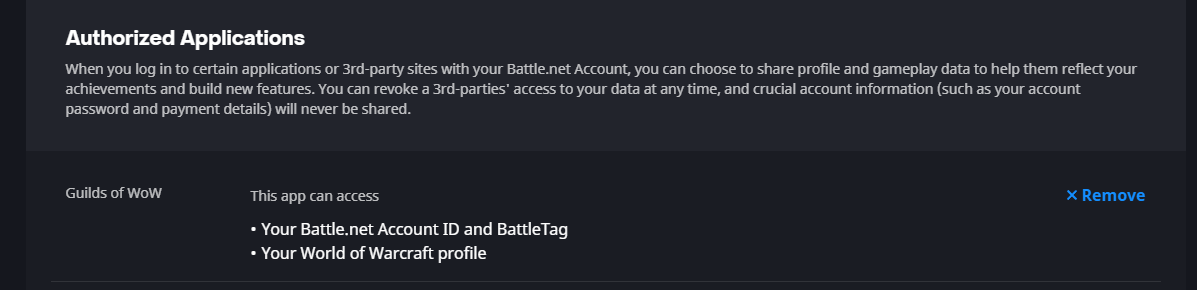 Authorized Applications
When you log in to certain applications or 3rd-party sites with your Battle.net Account, you can choose to share profile and gameplay data to help them reflect your
achievements and build new features. You can revoke a 3rd-parties' access to your data at any time, and crucial account information (such as your account
password and payment details) will never be shared.
Guilds of WoW
This app can access
× Remove
• Your Battle.net Account ID and BattleTag
• Your World of Warcraft profile